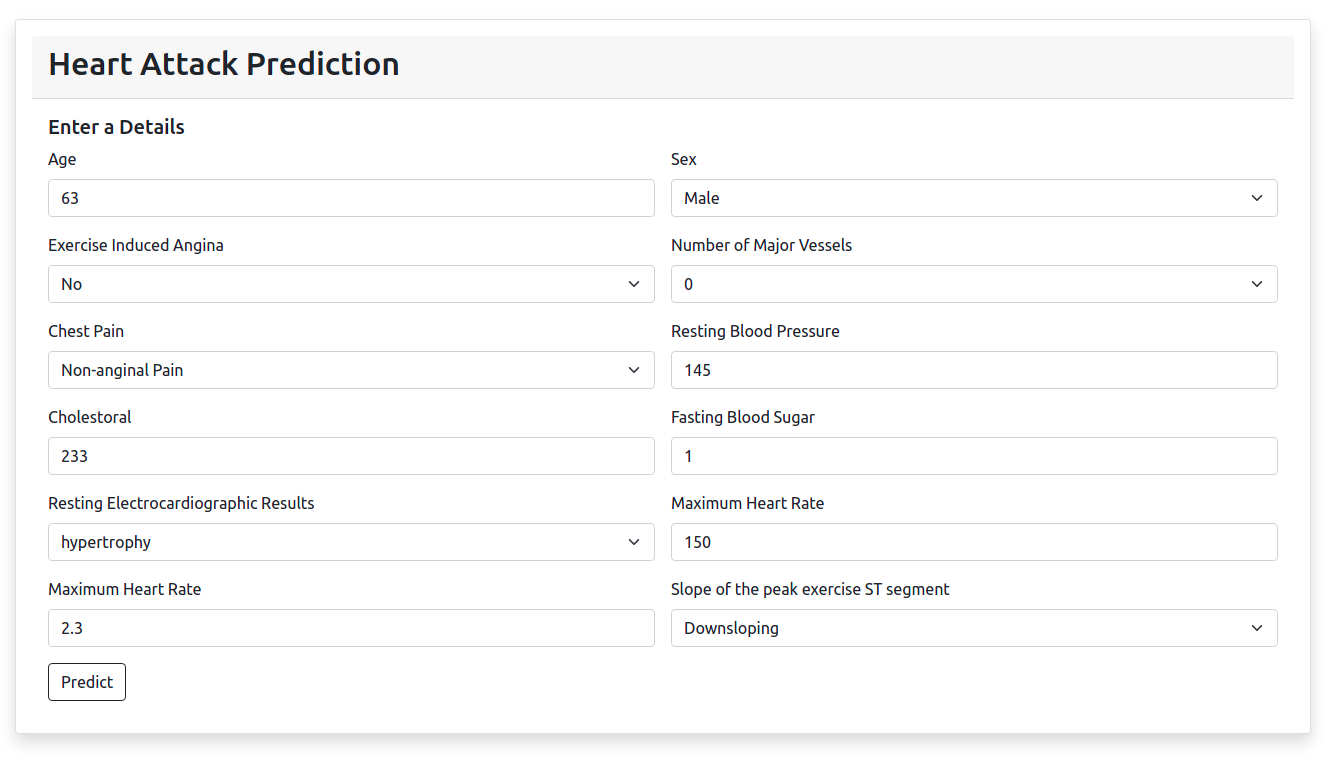 Heart Attack Prediction
Enter a Details
Age
Sex
63
Male
Exercise Induced Angina
Number of Major Vessels
No
0
Chest Pain
Resting Blood Pressure
Non-anginal Pain
145
Cholestoral
Fasting Blood Sugar
233
1
Resting Electrocardiographic Results
Maximum Heart Rate
hypertrophy
150
Maximum Heart Rate
Slope of the peak exercise ST segment
2.3
Downsloping
Predict